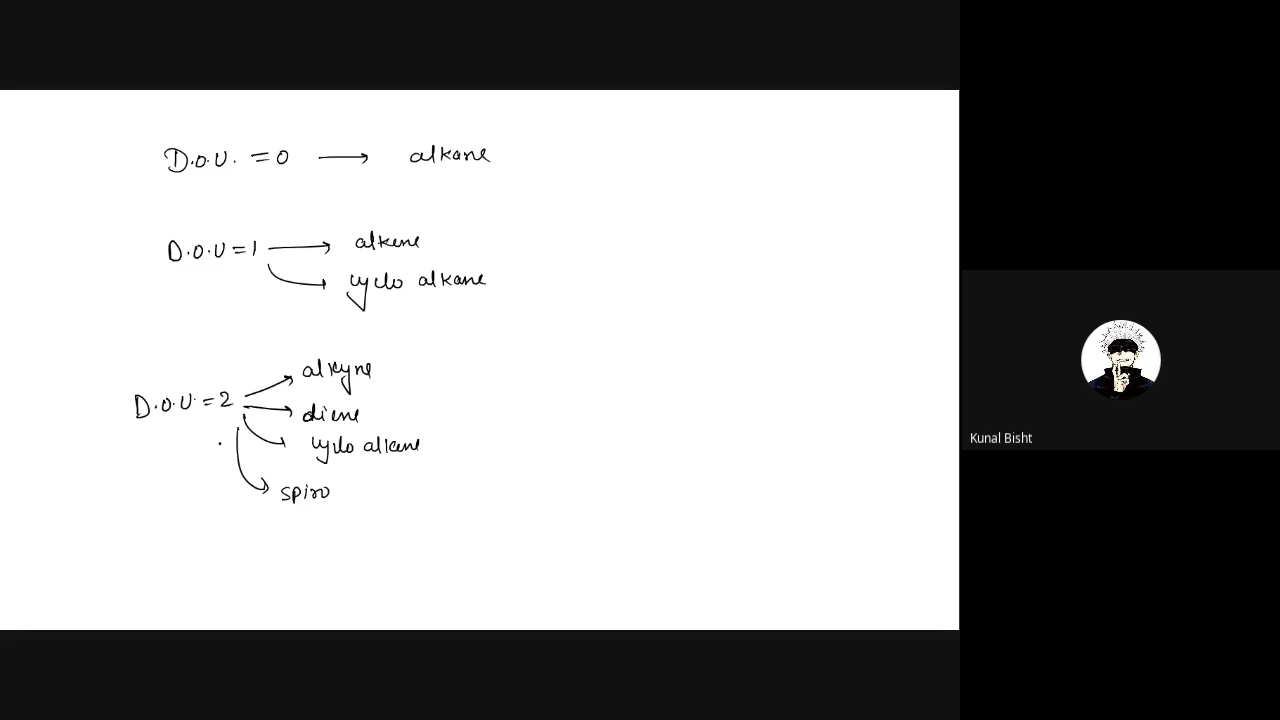 D.O.U. = 0 → alkane
D.O.U = 1 → alkene
cyclo alkane
alkyne
D.O.U. = 2 diene
cyclo alkene
spiro
Kunal Bisht